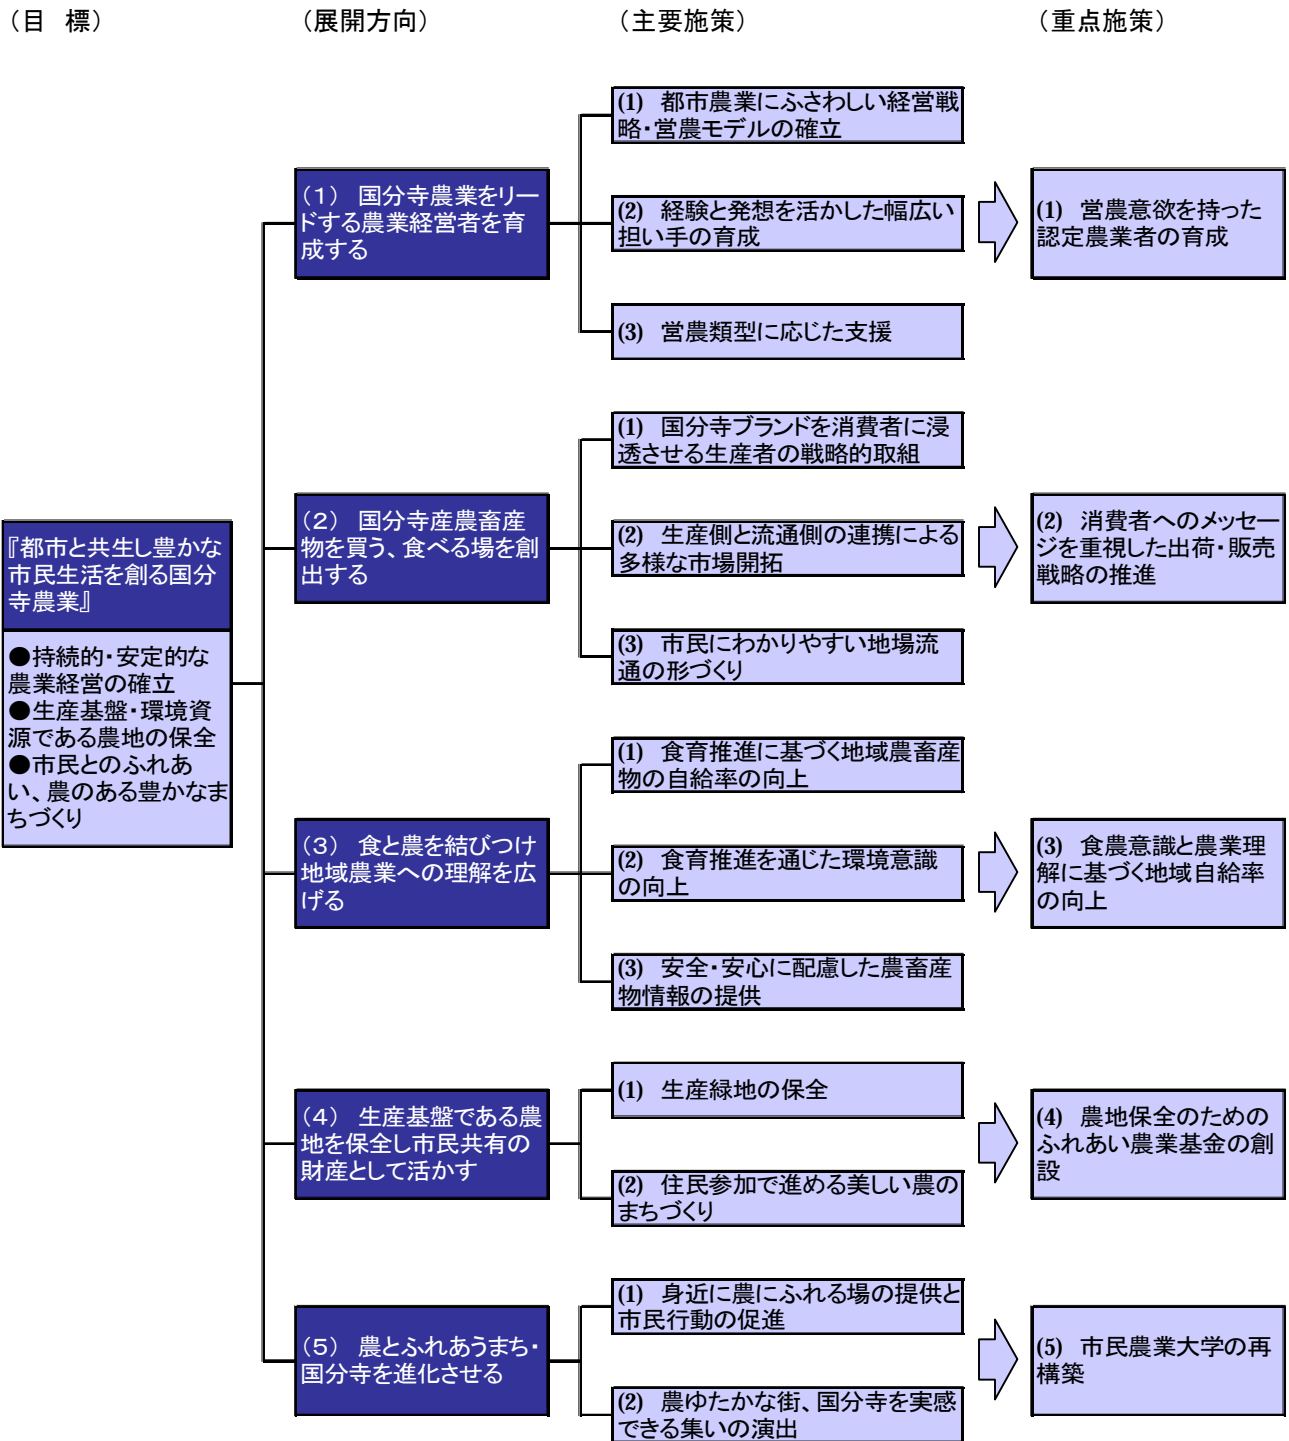 （目　標）
（展開方向）
（主要施策）
（重点施策）
『都市と共生し豊かな
市民生活を創る国分
寺農業』
●持続的・安定的な
農業経営の確立
●生産基盤・環境資
源である農地の保全
●市民とのふれあ
い、農のある豊かなま
ちづくり
（１）　国分寺農業をリー
ドする農業経営者を育
成する
(1)　都市農業にふさわしい経営戦
略・営農モデルの確立
(2)　経験と発想を活かした幅広い
担い手の育成
(3)　営農類型に応じた支援
(1)　営農意欲を持った
認定農業者の育成
（２）　国分寺産農畜産
物を買う、食べる場を創
出する
(1)　国分寺ブランドを消費者に浸
透させる生産者の戦略的取組
(2)　生産側と流通側の連携による
多様な市場開拓
(3)　市民にわかりやすい地場流
通の形づくり
(2)　消費者へのメッセー
ジを重視した出荷・販売
戦略の推進
（３）　食と農を結びつけ
地域農業への理解を広
げる
(1)　食育推進に基づく地域農畜産
物の自給率の向上
(2)　食育推進を通じた環境意識
の向上
(3)　安全・安心に配慮した農畜産
物情報の提供
(3)　食農意識と農業理
解に基づく地域自給率
の向上
（４）　生産基盤である農
地を保全し市民共有の
財産として活かす
(1)　生産緑地の保全
(2)　住民参加で進める美しい農の
まちづくり
(4)　農地保全のための
ふれあい農業基金の創
設
（５）　農とふれあうまち・
国分寺を進化させる
(1)　身近に農にふれる場の提供と
市民行動の促進
(2)　農ゆたかな街、国分寺を実感
できる集いの演出
(5)　市民農業大学の再
構築